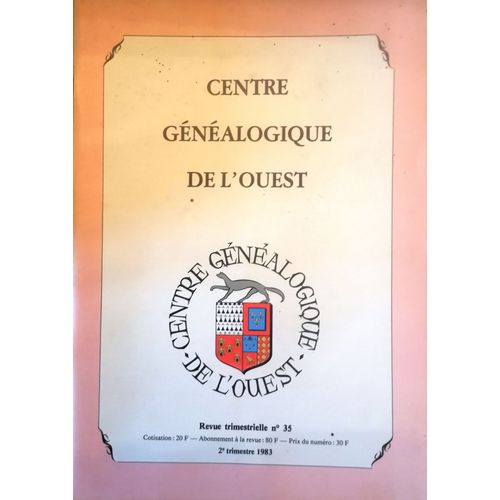 CENTRE
GÉNÉALOGIQUE
DE L'OUEST
CENTRE GÉNÉALOGIQUE
- DE L'OUEST -
Revue trimestrielle nº 35
Cotisation : 20 F — Abonnement à la revue : 80 F — Prix du numéro : 30 F
2e trimestre 1983